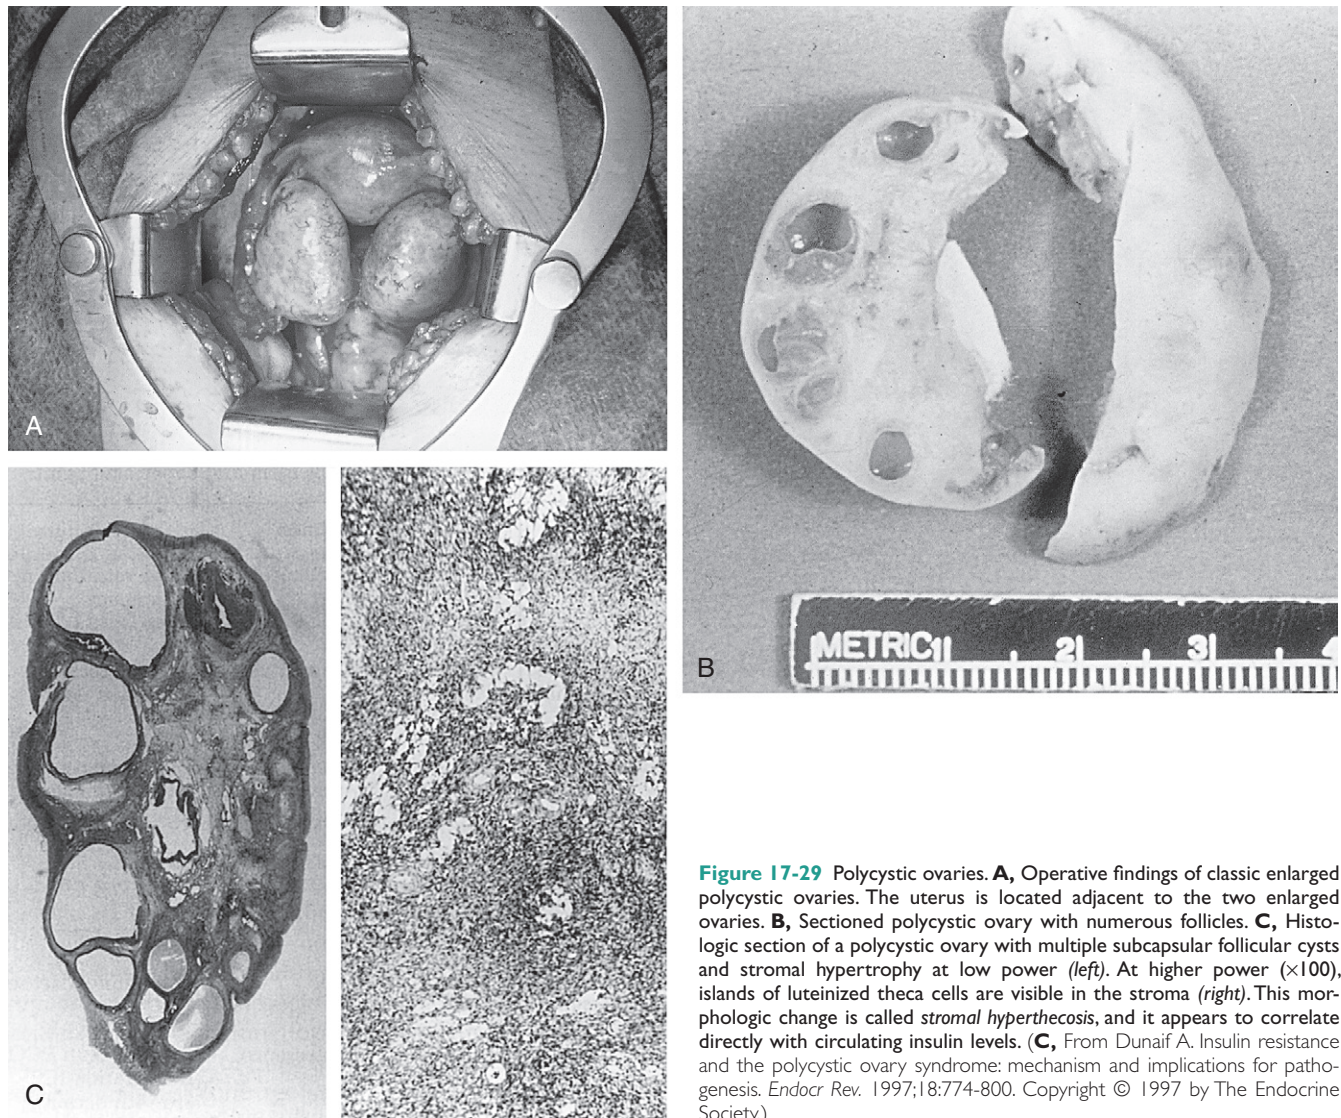 A
B
METRIC 1 2 3 4
C
Figure 17-29 Polycystic ovaries. A, Operative findings of classic enlarged
polycystic ovaries. The uterus is located adjacent to the two enlarged
ovaries. B, Sectioned polycystic ovary with numerous follicles. C, Histo-
logic section of a polycystic ovary with multiple subcapsular follicular cysts
and stromal hypertrophy at low power (left). At higher power (×100),
islands of luteinized theca cells are visible in the stroma (right). This mor-
phologic change is called stromal hyperthecosis, and it appears to correlate
directly with circulating insulin levels. (C, From Dunaif A. Insulin resistance
and the polycystic ovary syndrome: mechanism and implications for patho-
genesis. Endocr Rev. 1997;18:774-800. Copyright © 1997 by The Endocrine
Society.)